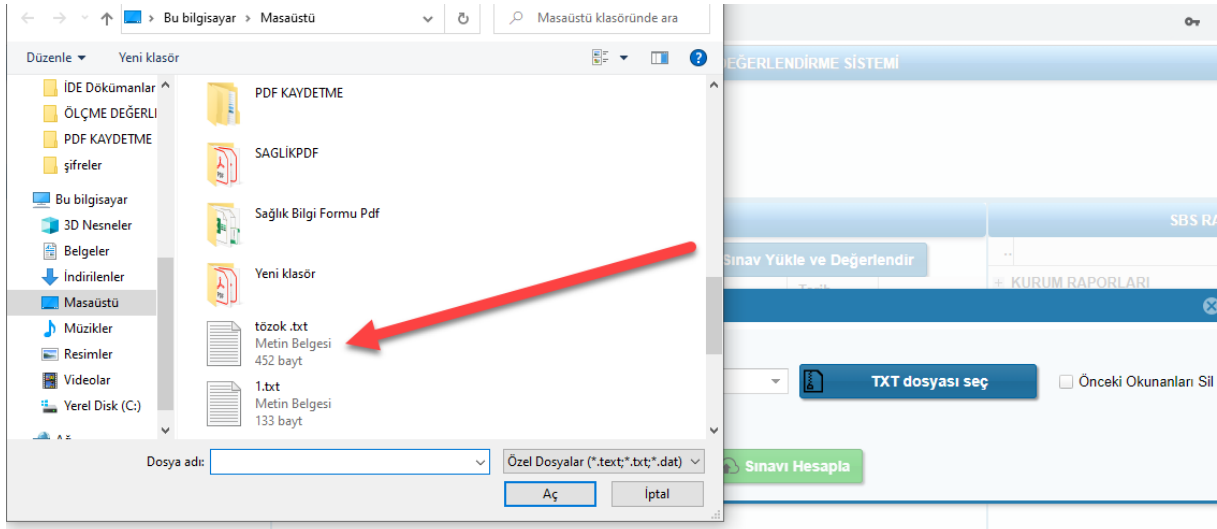 Bu bilgisayar > Masaüstü
Masaüstü klasöründe ara
Düzenle
Yeni klasör
İDE Dökümanlar
ÖLÇME DEĞERLİ
PDF KAYDETME
şifreler
Bu bilgisayar
3D Nesneler
Belgeler
İndirilenler
Masaüstü
Müzikler
Resimler
Videolar
Yerel Disk (C:)
PDF KAYDETME
SAGLİKPDF
Sağlık Bilgi Formu Pdf
Yeni klasör
tözok .txt
Metin Belgesi
452 bayt
1.txt
Metin Belgesi
133 bayt
Dosya adı:
Özel Dosyalar (*.text;*.txt;*.dat)
Aç
İptal
DEĞERLENDİRME SİSTEMİ
SBS RA
Sınav Yükle ve Değerlendir
..
Tarih
KURUM RAPORLARI
TXT dosyası seç
Önceki Okunanları Sil
Sınavı Hesapla